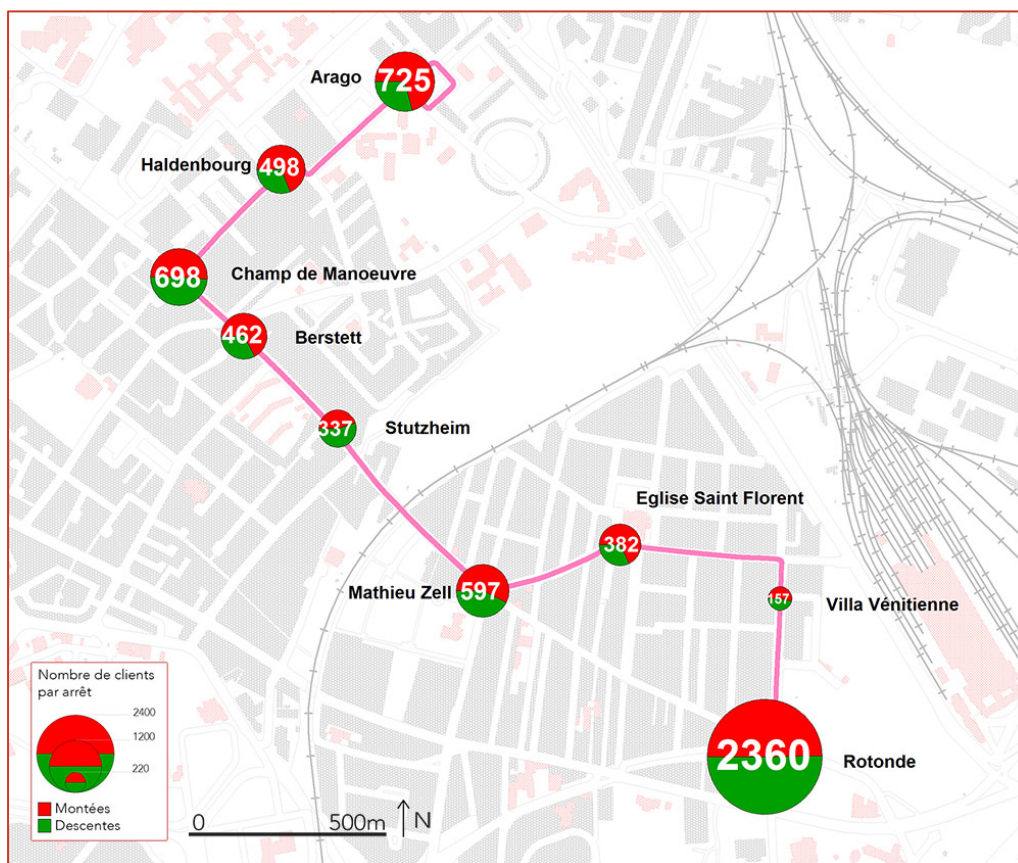 Arago
725
Haldenbourg
498
698
Champ de Manoeuvre
462
Berstett
337
Stutzheim
Eglise Saint Florent
382
Mathieu Zell
597
157
Villa Vénitienne
2360
Rotonde
Nombre de clients
par arrêt
2400
1200
220
Montées
Descentes
0
500m
N